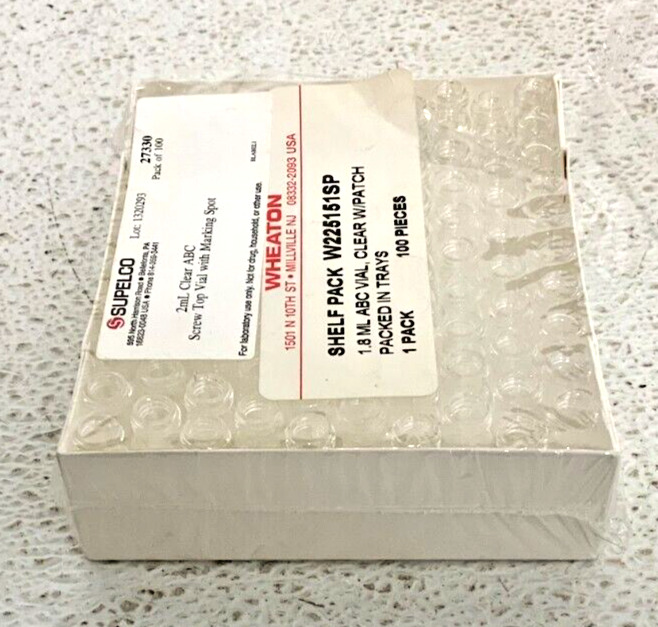 SUPELCO
Lot: 1320293
27330
595 North Harrison Road • Bellefonte, PA
16823-0048 USA • Phone 814-359-3441
Pack of 100
2mL Clear ABC
Screw Top Vial with Marking Spot
For laboratory use only. Not for drug, household, or other use.
WHEATON
1501 N 10TH ST • MILLVILLE NJ 08332-2093 USA
SHELF PACK W225151SP
1.8 ML ABC VIAL, CLEAR W/PATCH
PACKED IN TRAYS
1 PACK 100 PIECES